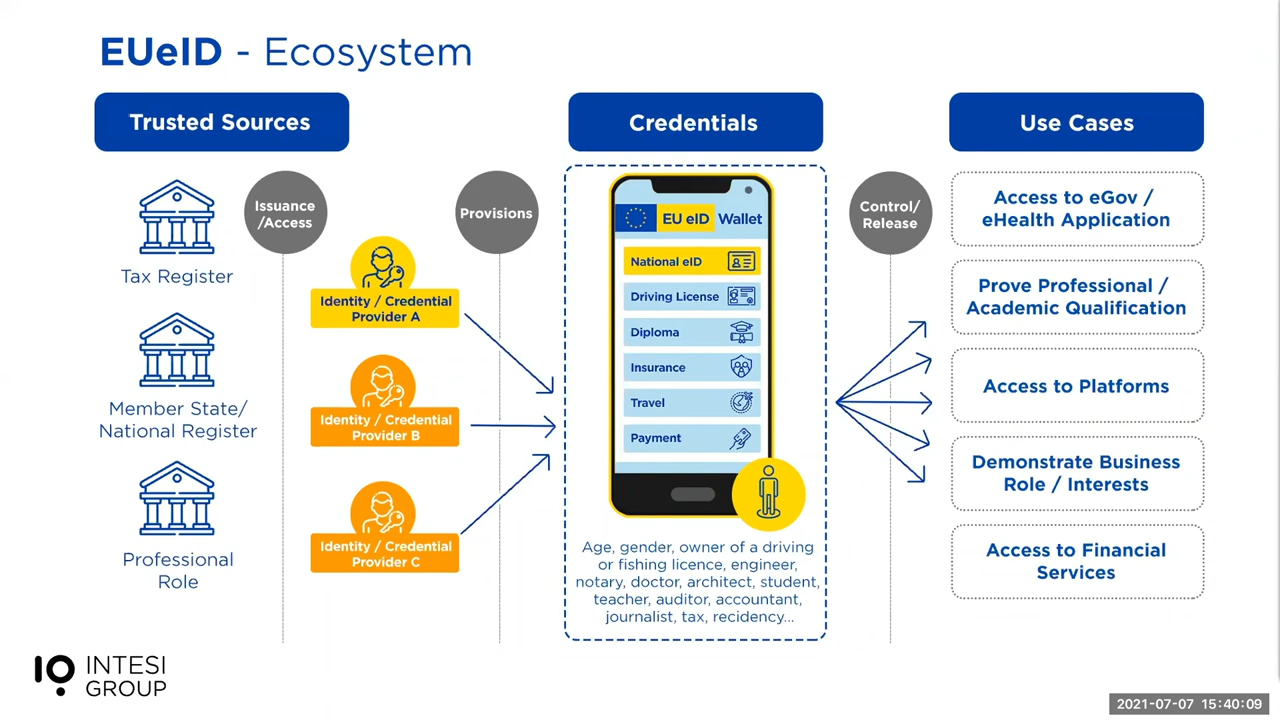 EUeID - Ecosystem
Trusted Sources
Tax Register
Member State/
National Register
Professional
Role
Issuance
/Access
Identity / Credential
Provider A
Identity / Credential
Provider B
Identity / Credential
Provider C
Provisions
Credentials
EU eID Wallet
National eID
Driving License
Diploma
Insurance
Travel
Payment
Age, gender, owner of a driving
or fishing licence, engineer,
notary, doctor, architect, student,
teacher, auditor, accountant,
journalist, tax, recidency...
Control/
Release
Use Cases
Access to eGov /
eHealth Application
Prove Professional /
Academic Qualification
Access to Platforms
Demonstrate Business
Role / Interests
Access to Financial
Services
INTESI
GROUP
2021-07-07 15:40:09